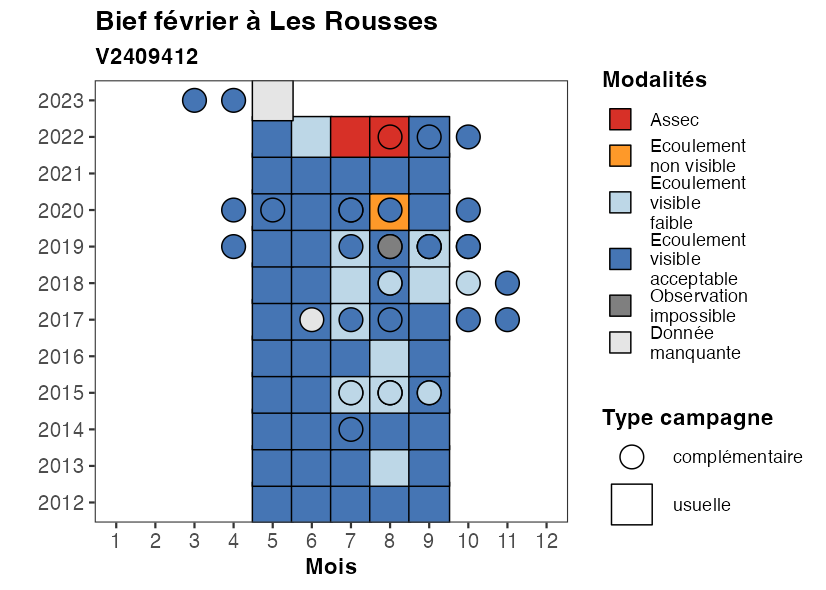 Bief février à Les Rousses
V2409412
2023
2022
2021
2020
2019
2018
2017
2016
2015
2014
2013
2012
1 2 3 4 5 6 7 8 9 10 11 12
Mois
Modalités
Assec
Ecoulement
non visible
Ecoulement
visible
faible
Ecoulement
visible
acceptable
Observation
impossible
Donnée
manquante
Type campagne
complémentaire
usuelle